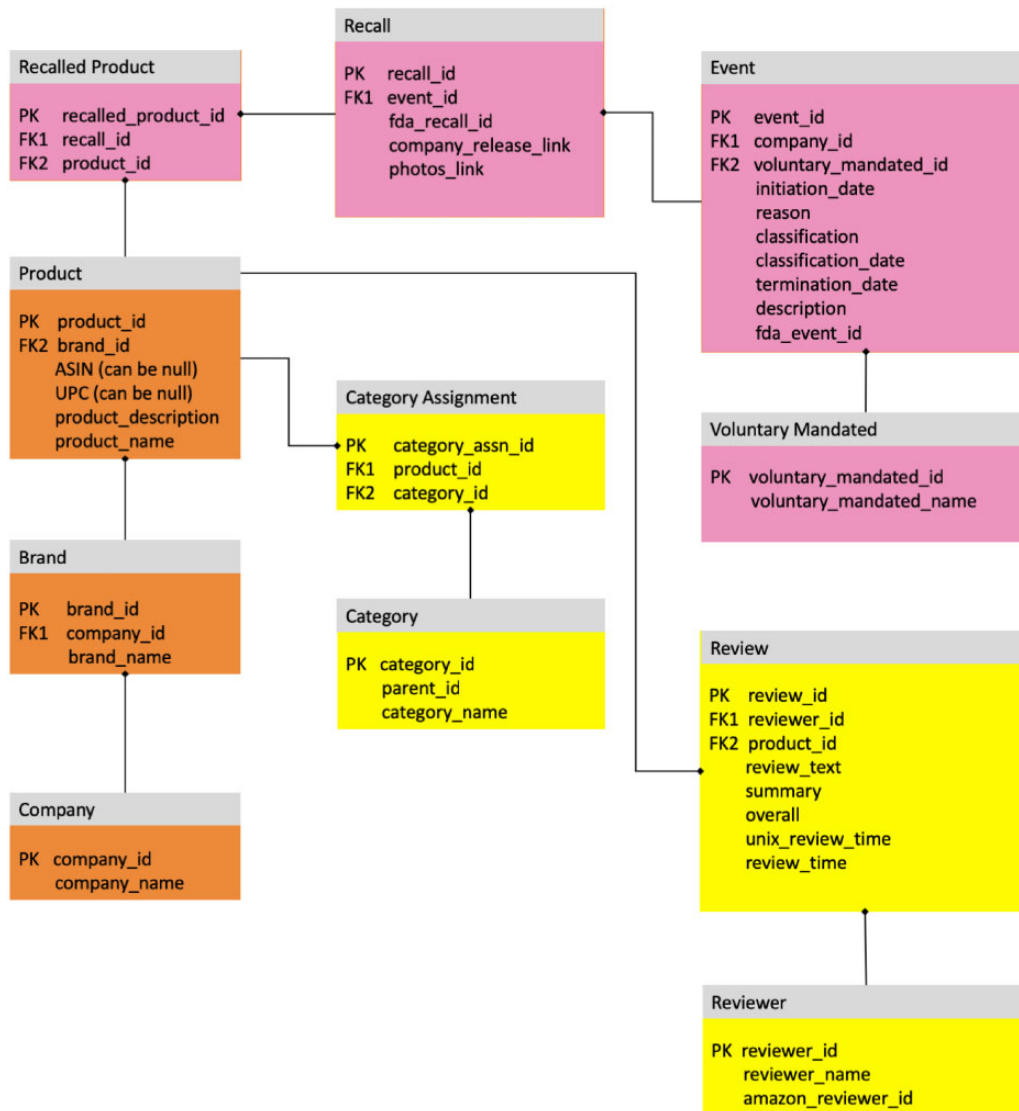 Recall
PK recall_id
FK1 event_id
fda_recall_id
company_release_link
photos_link
Recalled Product
PK recalled_product_id
FK1 recall_id
FK2 product_id
Event
PK event_id
FK1 company_id
FK2 voluntary_mandated_id
initiation_date
reason
classification
classification_date
termination_date
description
fda_event_id
Product
PK product_id
FK2 brand_id
ASIN (can be null)
UPC (can be null)
product_description
product_name
Category Assignment
PK category_assn_id
FK1 product_id
FK2 category_id
Voluntary Mandated
PK voluntary_mandated_id
voluntary_mandated_name
Brand
PK brand_id
FK1 company_id
brand_name
Category
PK category_id
parent_id
category_name
Review
PK review_id
FK1 reviewer_id
FK2 product_id
review_text
summary
overall
unix_review_time
review_time
Company
PK company_id
company_name
Reviewer
PK reviewer_id
reviewer_name
amazon_reviewer_id